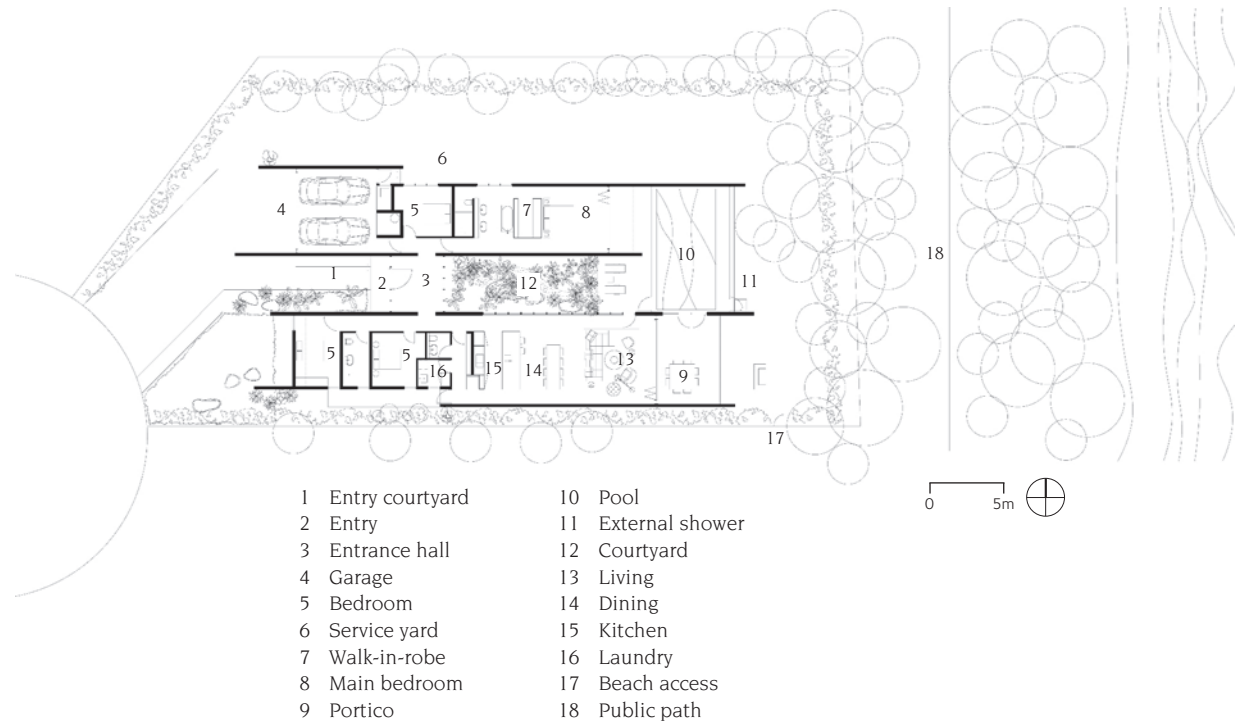 6
4
5
7
8
1
2
3
12
10
11
18
5
5
16
15
14
13
9
17
1 Entry courtyard
2 Entry
3 Entrance hall
4 Garage
5 Bedroom
6 Service yard
7 Walk-in-robe
8 Main bedroom
9 Portico
10 Pool
11 External shower
12 Courtyard
13 Living
14 Dining
15 Kitchen
16 Laundry
17 Beach access
18 Public path
0 5m